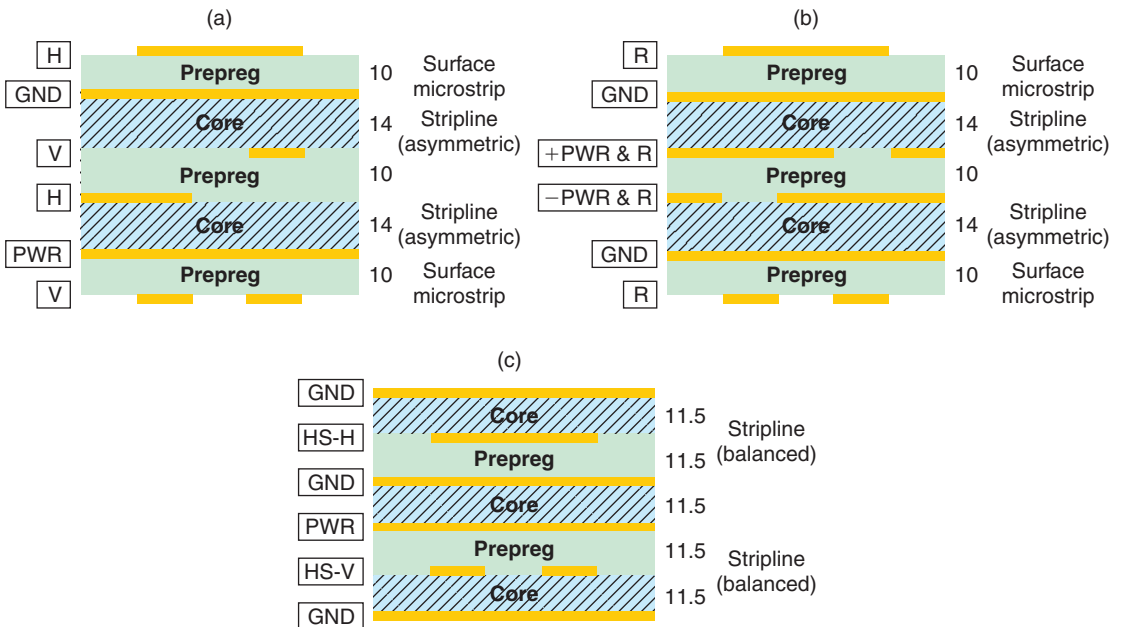 (a)
H
Prepreg
10
Surface
microstrip
GND
Core
14
Stripline
(asymmetric)
V
Prepreg
10
H
Core
14
Stripline
(asymmetric)
PWR
Prepreg
10
Surface
microstrip
V
(b)
R
Prepreg
10
Surface
microstrip
GND
Core
14
Stripline
(asymmetric)
+PWR & R
Prepreg
10
−PWR & R
Core
14
Stripline
(asymmetric)
GND
Prepreg
10
Surface
microstrip
R
(c)
GND
Core
11.5
Stripline
(balanced)
HS-H
Prepreg
11.5
GND
Core
11.5
PWR
Prepreg
11.5
Stripline
(balanced)
HS-V
Core
11.5
GND